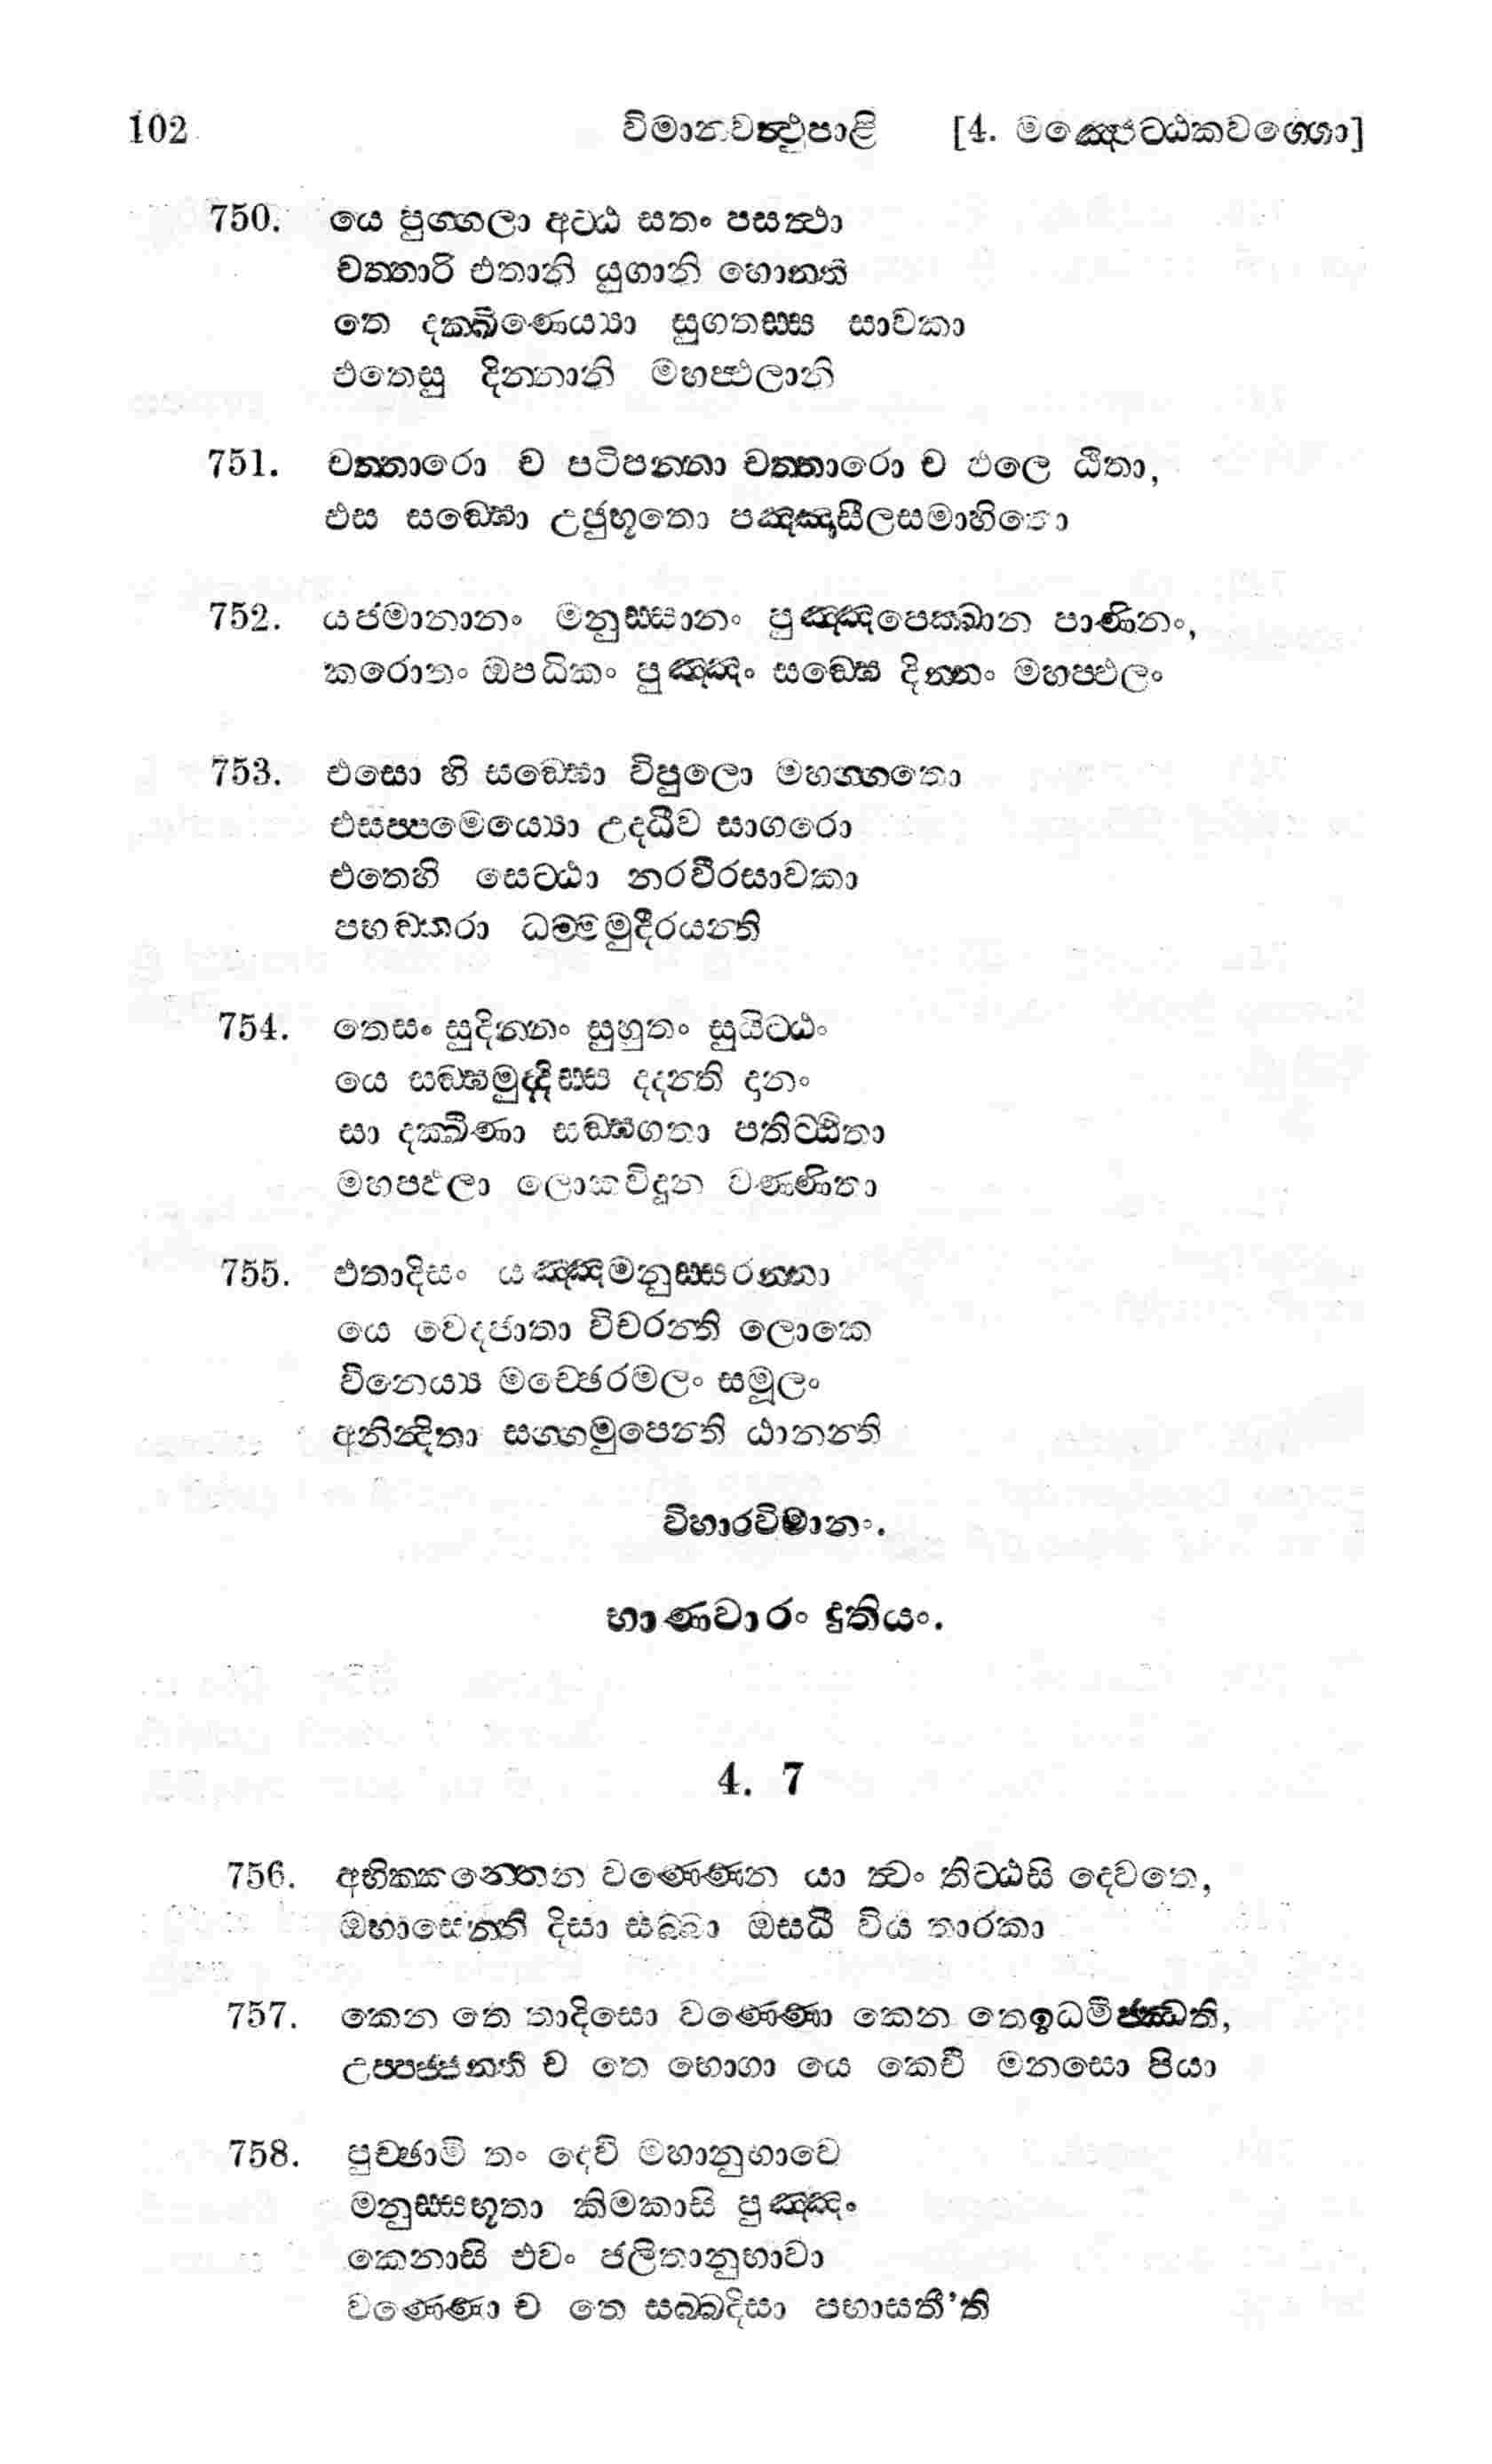 102 විමානවත්‍ථුපාළි [4. මඤ්ජෙට්ඨකවග්ගො]
750. යෙ පුග්ගලා අට්ඨ සතං පසත්‍ථා
චත්තාරි එතානි යුගානි හොන්ති
තෙ දක්ඛිණෙය්‍යා සුගතස්ස සාවකා
එතෙසු දින්නානි මහප්ඵලානි
751. චත්තාරො ච පටිපන්නා චත්තාරො ච ඵලෙ ඨිතා,
එස සඞ්ඝො උජුභූතො පඤ්ඤාසීලසමාහිතො
752. යජමානානං මනුස්සානං පුඤ්ඤපෙක්ඛාන පාණිනං,
කරොතං ඔපධිකං පුඤ්ඤං සඞ්ඝෙ දින්නං මහප්ඵලං
753. එසො හි සඞ්ඝො විපුලො මහග්ගතො
එසප්පමෙය්‍යො උදධීව සාගරො
එතෙහි සෙට්ඨා නරවීරසාවකා
පභඞ්කරා ධම්මමුදීරයන්ති
754. තෙසං සුදින්නං සුහුතං සුයිට්ඨං
යෙ සඞ්ඝමුද්දිස්ස දදන්ති දානං
සා දක්ඛිණා සඞ්ඝගතා පතිට්ඨිතා
මහප්ඵලා ලොකවිදූන වණ්ණිතා
755. එතාදිසං යඤ්ඤමනුස්සරන්තා
යෙ වෙදජාතා විචරන්ති ලොකෙ
විනෙය්‍ය මච්ඡෙරමලං සමූලං
අනින්දිතා සග්ගමුපෙන්ති ඨානන්ති
විහාරවිමානං.
භාණවාරං දුතියං.
4. 7
756. අභික්කන්තෙන වණ්ණෙන යා ත්‍වං තිට්ඨසි දෙවතෙ,
ඔභාසෙන්ති දිසා සබ්බා ඔසධී විය තාරකා
757. කෙන තෙ තාදිසො වණ්ණො කෙන තෙ ඉධමිජ්ඣති,
උප්පජ්ජන්ති ච තෙ භොගා යෙ කෙචි මනසො පියා
758. පුච්ඡාමි තං දෙවි මහානුභාවෙ
මනුස්සභූතා කිමකාසි පුඤ්ඤං
කෙනාසි එවං ජලිතානුභාවා
වණ්ණො ච තෙ සබ්බදිසා පභාසතී’ති